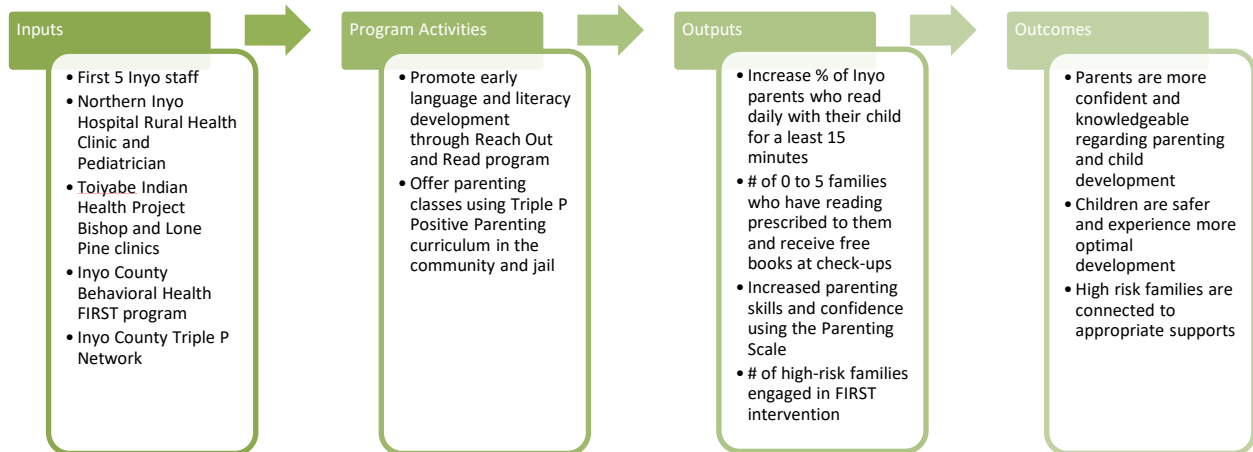 Inputs
• First 5 Inyo staff
• Northern Inyo
Hospital Rural Health
Clinic and
Pediatrician
• Toiyabe Indian
Health Project
Bishop and Lone
Pine clinics
• Inyo County
Behavioral Health
FIRST program
• Inyo County Triple P
Network
Program Activities
• Promote early
language and literacy
development
through Reach Out
and Read program
• Offer parenting
classes using Triple P
Positive Parenting
curriculum in the
community and jail
Outputs
• Increase % of Inyo
parents who read
daily with their child
for a least 15
minutes
• # of 0 to 5 families
who have reading
prescribed to them
and receive free
books at check-ups
• Increased parenting
skills and confidence
using the Parenting
Scale
• # of high-risk families
engaged in FIRST
intervention
Outcomes
• Parents are more
confident and
knowledgeable
regarding parenting
and child
development
• Children are safer
and experience more
optimal
development
• High risk families are
connected to
appropriate supports